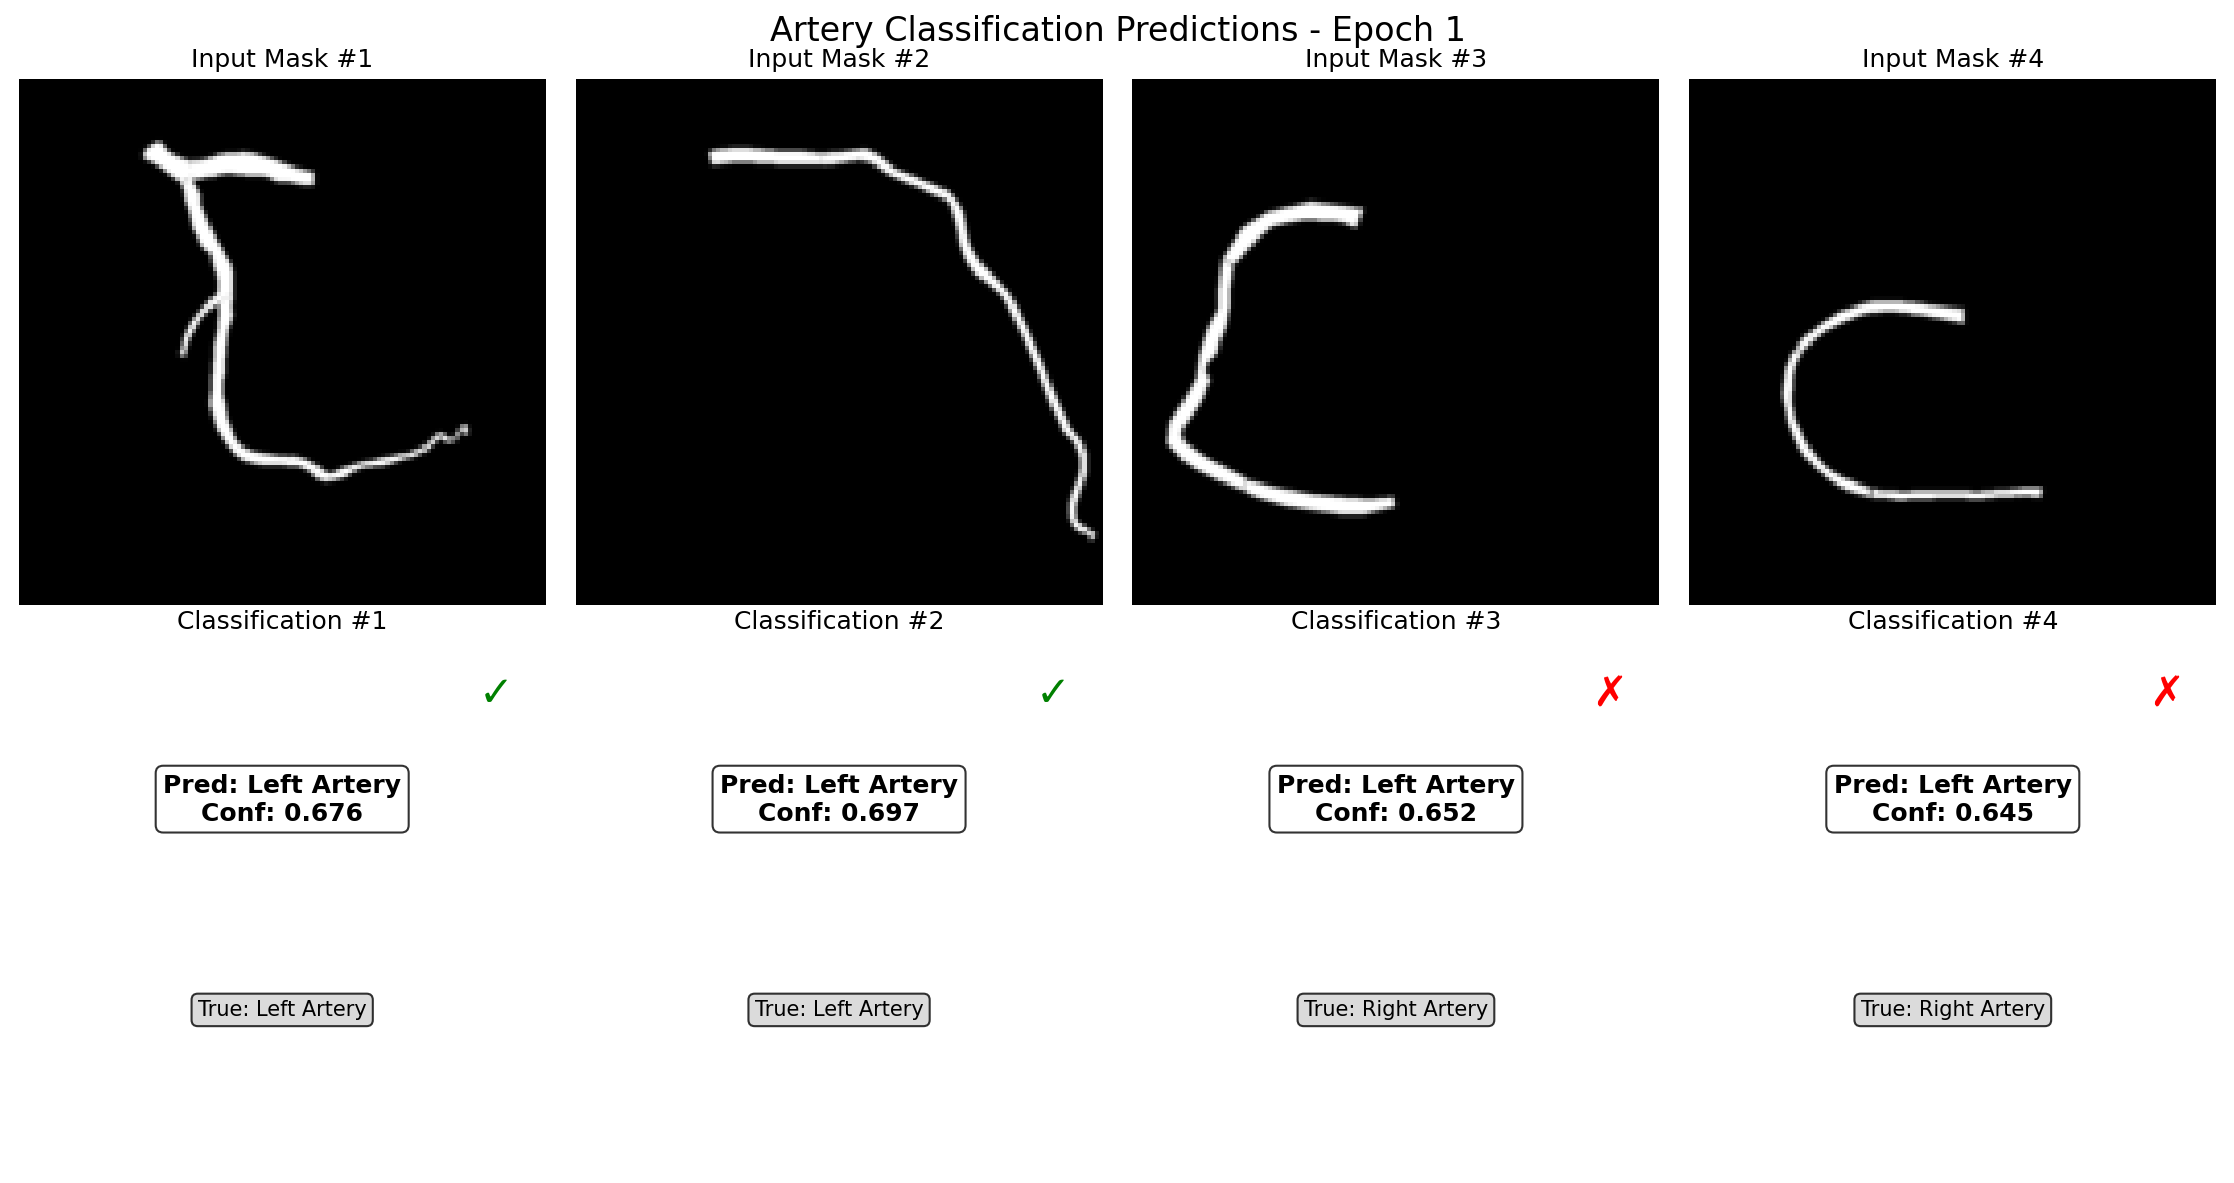 Artery Classification Predictions - Epoch 1
Input Mask #1
Input Mask #2
Input Mask #3
Input Mask #4
Classification #1
Classification #2
Classification #3
Classification #4
✓
✓
✗
✗
Pred: Left Artery
Conf: 0.676
Pred: Left Artery
Conf: 0.697
Pred: Left Artery
Conf: 0.652
Pred: Left Artery
Conf: 0.645
True: Left Artery
True: Left Artery
True: Right Artery
True: Right Artery